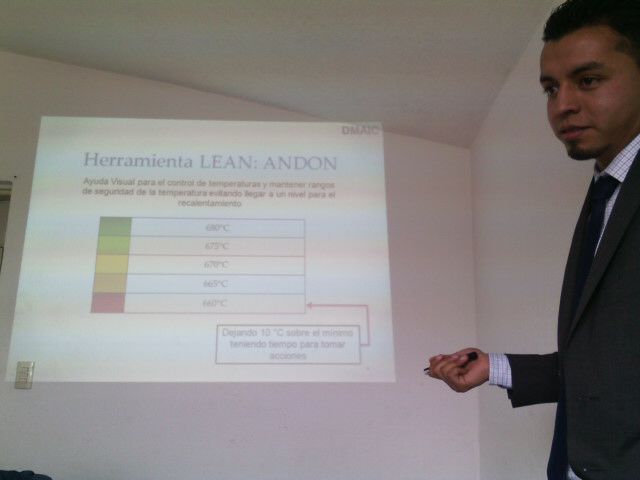 DMAIC
Herramienta LEAN: ANDON
Ayuda Visual para el control de temperaturas y mantener rangos
de seguridad de la temperatura evitando llegar a un nivel para el
recalentamiento
680°C
675°C
670°C
665°C
660°C
Dejando 10 °C sobre el mínimo
teniendo tiempo para tomar
acciones